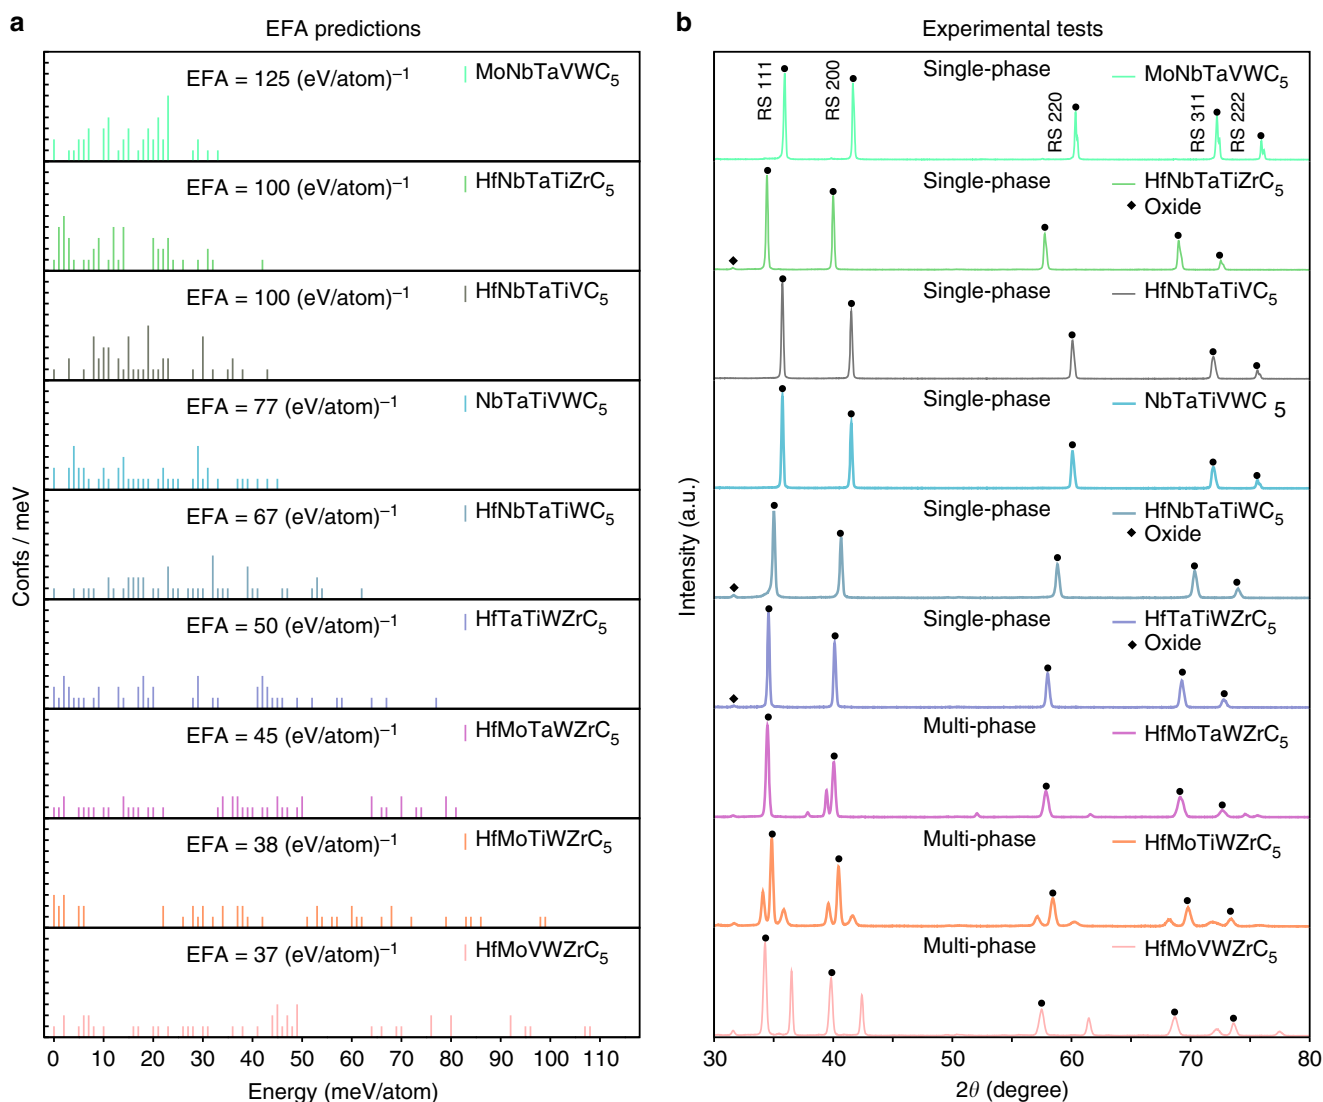 a
EFA predictions
Confs / meV
EFA = 125 (eV/atom)⁻¹
MoNbTaVWC₅
EFA = 100 (eV/atom)⁻¹
HfNbTaTiZrC₅
EFA = 100 (eV/atom)⁻¹
HfNbTaTiVC₅
EFA = 77 (eV/atom)⁻¹
NbTaTiVWC₅
EFA = 67 (eV/atom)⁻¹
HfNbTaTiWC₅
EFA = 50 (eV/atom)⁻¹
HfTaTiWZrC₅
EFA = 45 (eV/atom)⁻¹
HfMoTaWZrC₅
EFA = 38 (eV/atom)⁻¹
HfMoTiWZrC₅
EFA = 37 (eV/atom)⁻¹
HfMoVWZrC₅
0 10 20 30 40 50 60 70 80 90 100 110
Energy (meV/atom)
b
Experimental tests
Intensity (a.u.)
RS 111
RS 200
RS 220
RS 311
RS 222
Single-phase
MoNbTaVWC₅
Single-phase
HfNbTaTiZrC₅
Oxide
Single-phase
HfNbTaTiVC₅
Single-phase
NbTaTiVWC ₅
Single-phase
HfNbTaTiWC₅
Oxide
Single-phase
HfTaTiWZrC₅
Oxide
Multi-phase
HfMoTaWZrC₅
Multi-phase
HfMoTiWZrC₅
Multi-phase
HfMoVWZrC₅
30 40 50 60 70 80
2θ (degree)